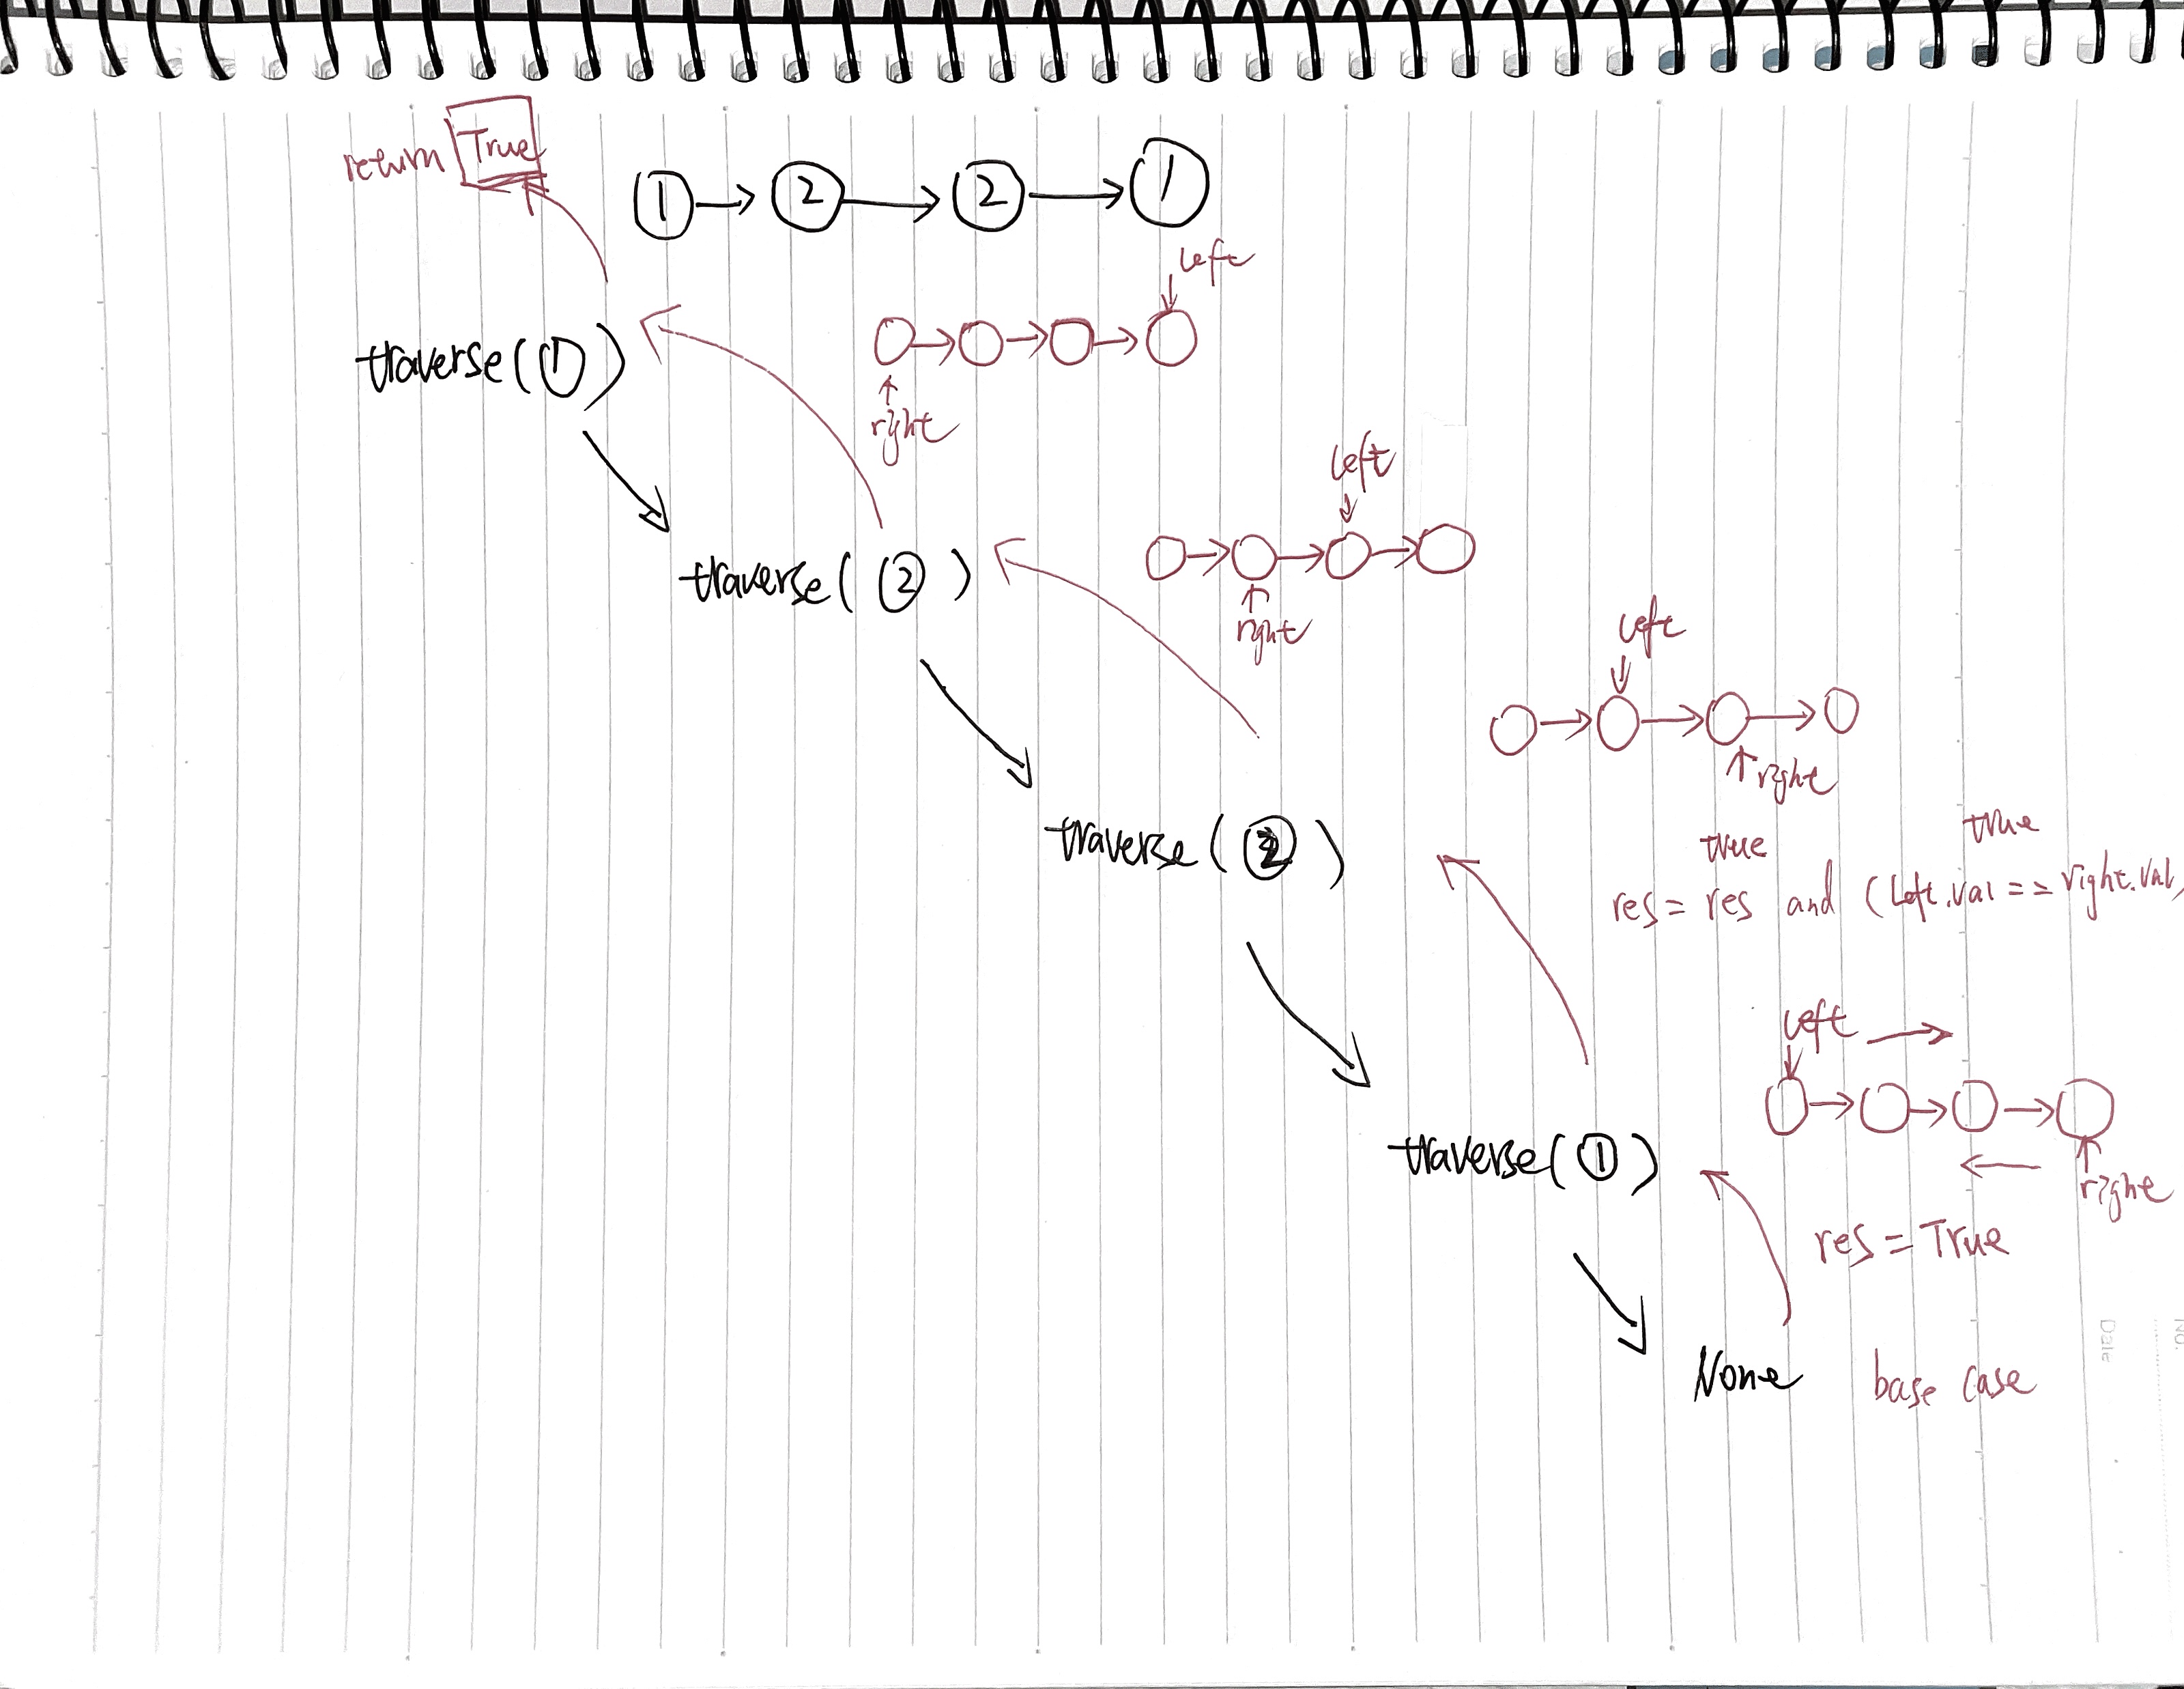 return True
1 → 2 → 2 → 1
left
traverse(1)
right
left
traverse(2)
right
left
right
traverse(2)
true true
res = res and (left.val == right.val)
left →
traverse(1)
← right
res = True
None base case
No.
Date